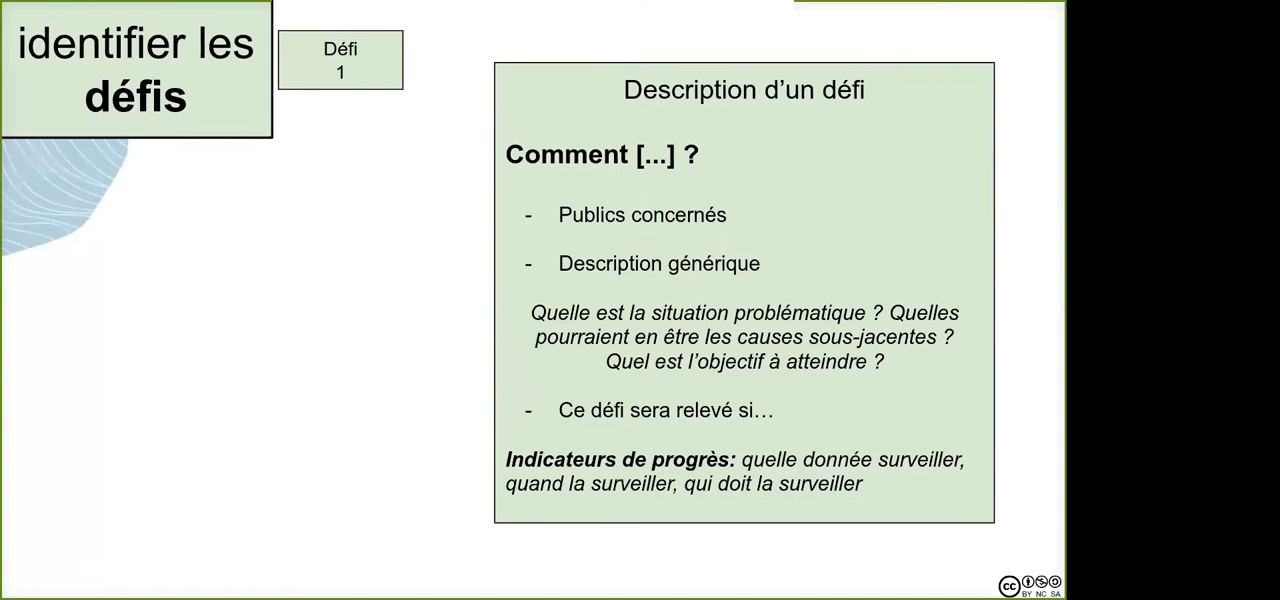 identifier les
défis
Défi
1
Description d’un défi
Comment [...] ?
- Publics concernés
- Description générique
Quelle est la situation problématique ? Quelles
pourraient en être les causes sous-jacentes ?
Quel est l’objectif à atteindre ?
- Ce défi sera relevé si…
Indicateurs de progrès: quelle donnée surveiller,
quand la surveiller, qui doit la surveiller
cc
BY NC SA